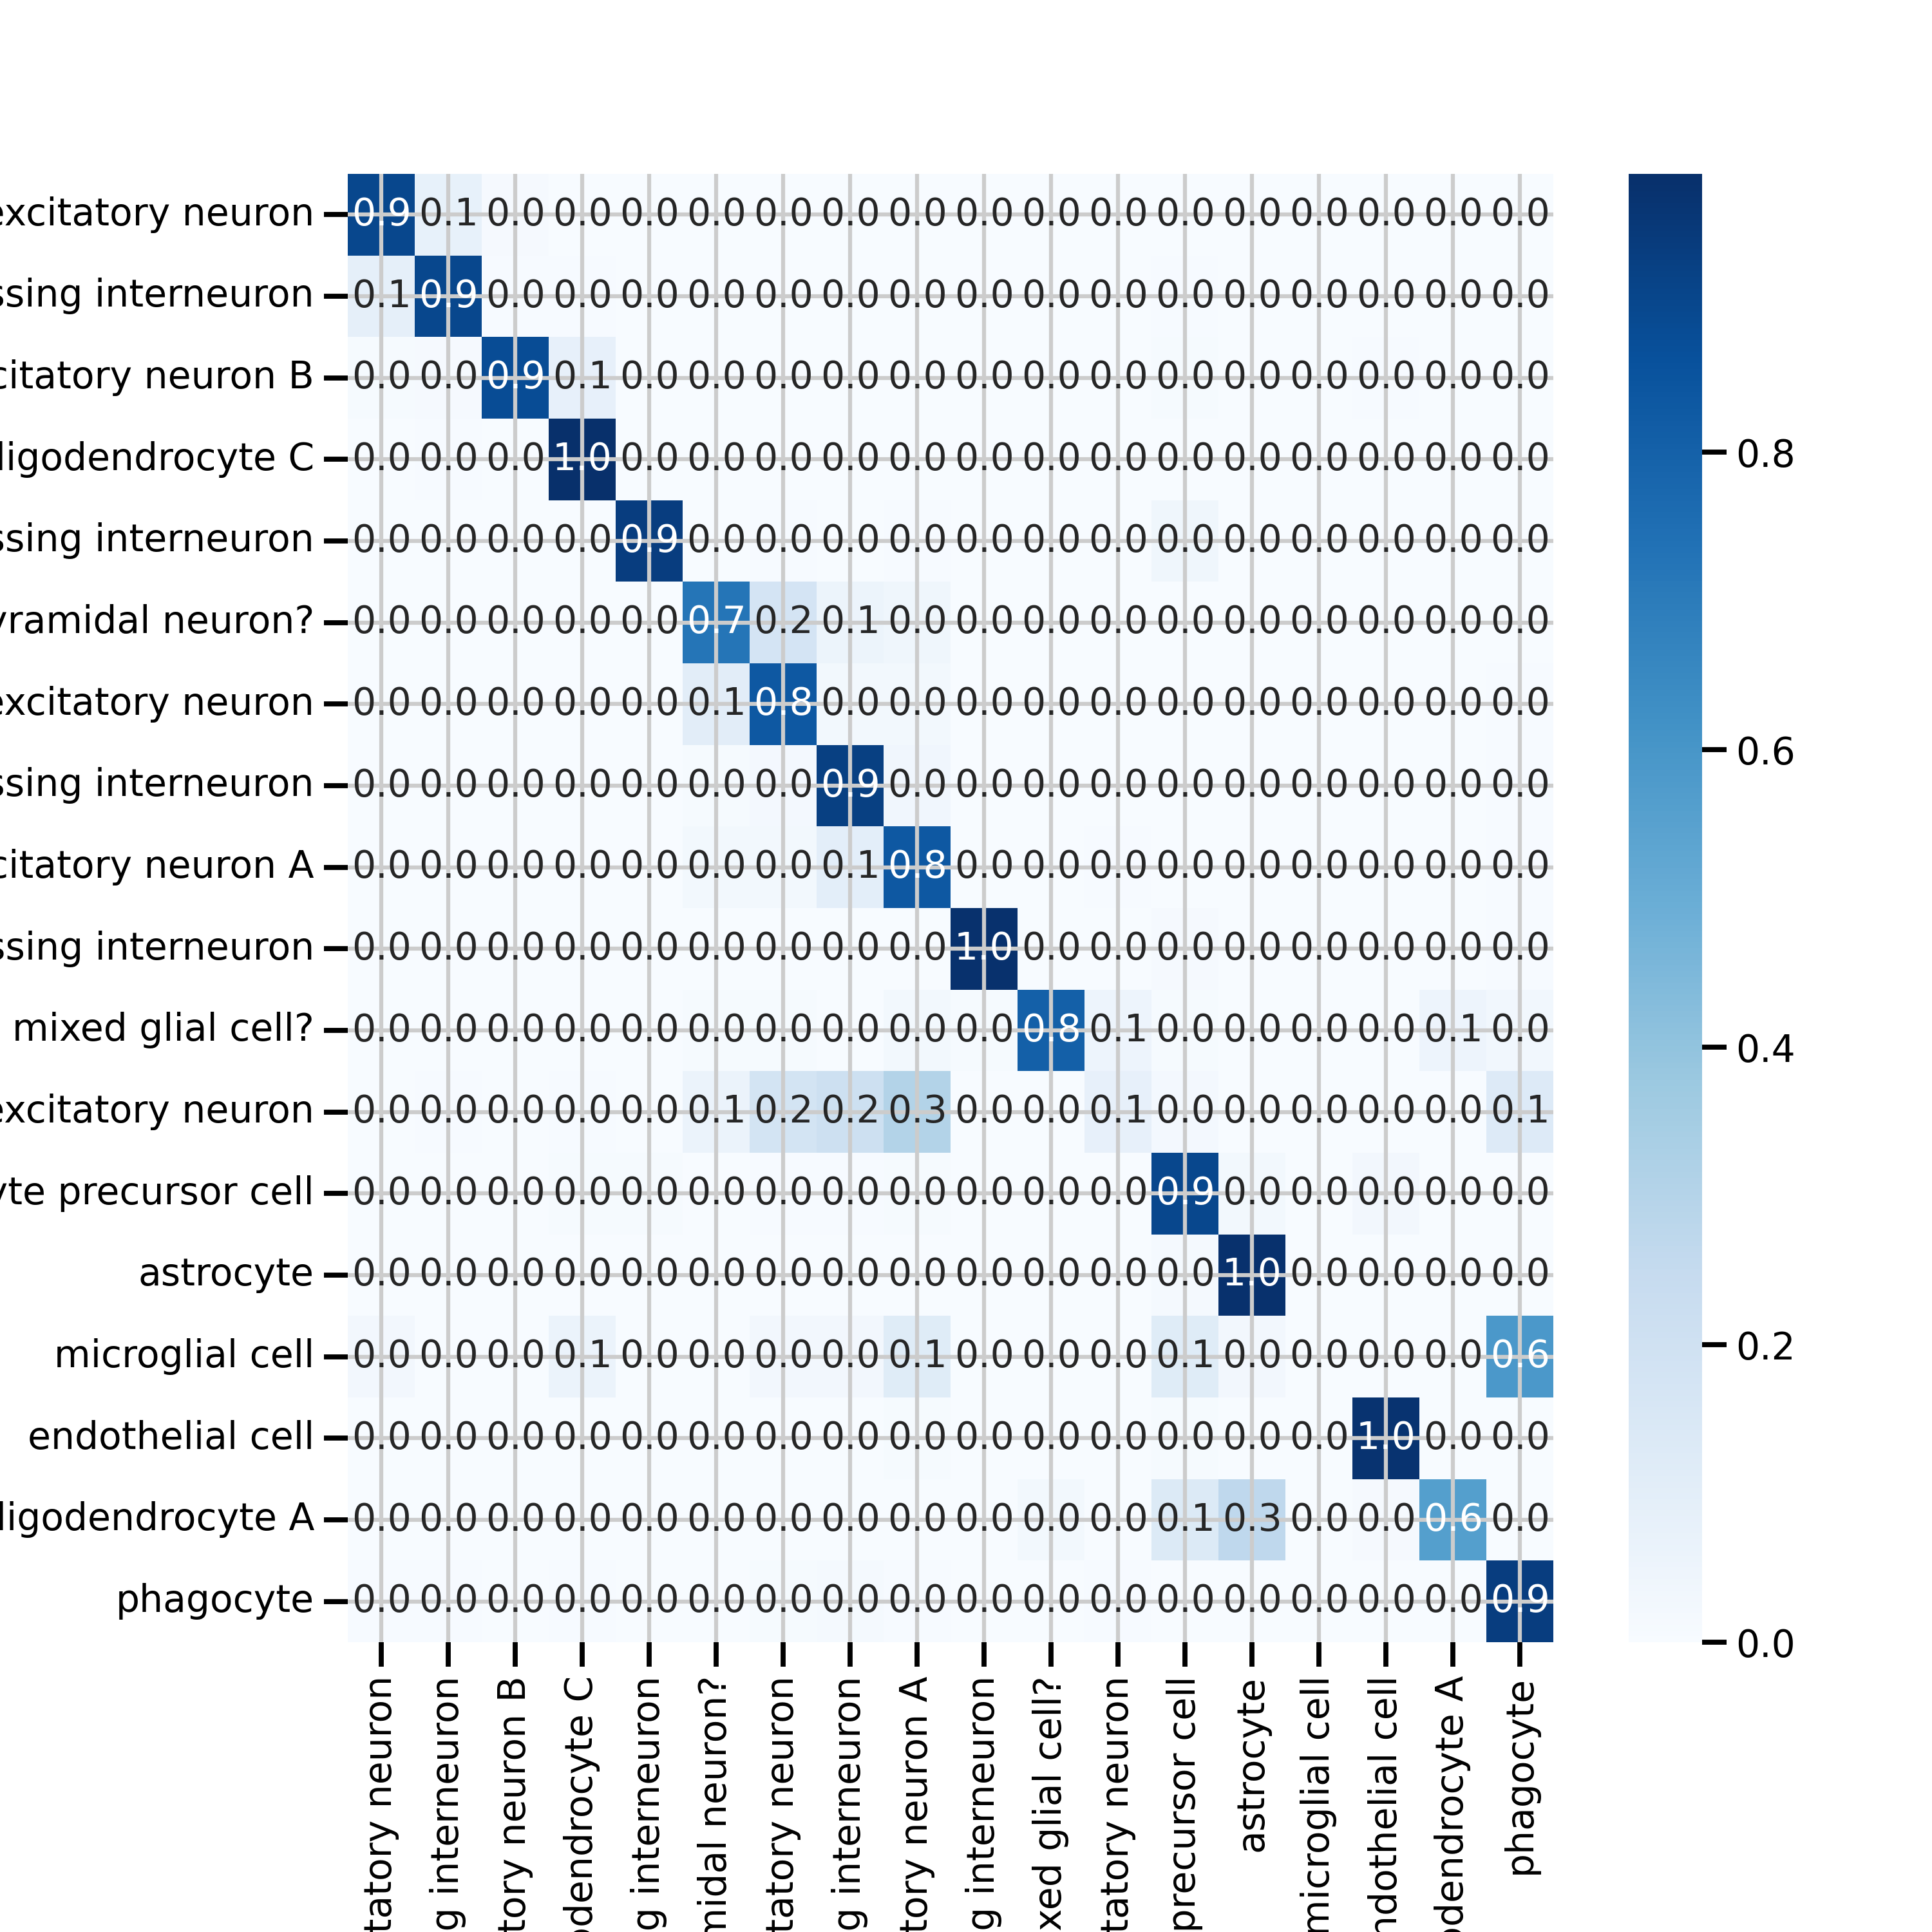 excitatory neuron 0.9 0.1 0.0 0.0 0.0 0.0 0.0 0.0 0.0 0.0 0.0 0.0 0.0 0.0 0.0 0.0 0.0 0.0
ssing interneuron 0.1 0.9 0.0 0.0 0.0 0.0 0.0 0.0 0.0 0.0 0.0 0.0 0.0 0.0 0.0 0.0 0.0 0.0
citatory neuron B 0.0 0.0 0.9 0.1 0.0 0.0 0.0 0.0 0.0 0.0 0.0 0.0 0.0 0.0 0.0 0.0 0.0 0.0
ligodendrocyte C 0.0 0.0 0.0 1.0 0.0 0.0 0.0 0.0 0.0 0.0 0.0 0.0 0.0 0.0 0.0 0.0 0.0 0.0
0.8
ssing interneuron 0.0 0.0 0.0 0.0 0.9 0.0 0.0 0.0 0.0 0.0 0.0 0.0 0.0 0.0 0.0 0.0 0.0 0.0
yramidal neuron? 0.0 0.0 0.0 0.0 0.0 0.7 0.2 0.1 0.0 0.0 0.0 0.0 0.0 0.0 0.0 0.0 0.0 0.0
excitatory neuron 0.0 0.0 0.0 0.0 0.0 0.1 0.8 0.0 0.0 0.0 0.0 0.0 0.0 0.0 0.0 0.0 0.0 0.0
0.6
ssing interneuron 0.0 0.0 0.0 0.0 0.0 0.0 0.0 0.9 0.0 0.0 0.0 0.0 0.0 0.0 0.0 0.0 0.0 0.0
citatory neuron A 0.0 0.0 0.0 0.0 0.0 0.0 0.0 0.1 0.8 0.0 0.0 0.0 0.0 0.0 0.0 0.0 0.0 0.0
ssing interneuron 0.0 0.0 0.0 0.0 0.0 0.0 0.0 0.0 0.0 1.0 0.0 0.0 0.0 0.0 0.0 0.0 0.0 0.0
mixed glial cell? 0.0 0.0 0.0 0.0 0.0 0.0 0.0 0.0 0.0 0.0 0.8 0.1 0.0 0.0 0.0 0.0 0.1 0.0
0.4
excitatory neuron 0.0 0.0 0.0 0.0 0.0 0.1 0.2 0.2 0.3 0.0 0.0 0.1 0.0 0.0 0.0 0.0 0.0 0.1
yte precursor cell 0.0 0.0 0.0 0.0 0.0 0.0 0.0 0.0 0.0 0.0 0.0 0.0 0.9 0.0 0.0 0.0 0.0 0.0
astrocyte 0.0 0.0 0.0 0.0 0.0 0.0 0.0 0.0 0.0 0.0 0.0 0.0 0.0 1.0 0.0 0.0 0.0 0.0
microglial cell 0.0 0.0 0.0 0.1 0.0 0.0 0.0 0.0 0.1 0.0 0.0 0.0 0.1 0.0 0.0 0.0 0.0 0.6
0.2
endothelial cell 0.0 0.0 0.0 0.0 0.0 0.0 0.0 0.0 0.0 0.0 0.0 0.0 0.0 0.0 0.0 1.0 0.0 0.0
ligodendrocyte A 0.0 0.0 0.0 0.0 0.0 0.0 0.0 0.0 0.0 0.0 0.0 0.0 0.1 0.3 0.0 0.0 0.6 0.0
phagocyte 0.0 0.0 0.0 0.0 0.0 0.0 0.0 0.0 0.0 0.0 0.0 0.0 0.0 0.0 0.0 0.0 0.0 0.9
0.0
tatory neuron
g interneuron
tory neuron B
odendrocyte C
g interneuron
midal neuron?
tatory neuron
g interneuron
tory neuron A
g interneuron
xed glial cell?
tatory neuron
precursor cell
astrocyte
microglial cell
ndothelial cell
odendrocyte A
phagocyte